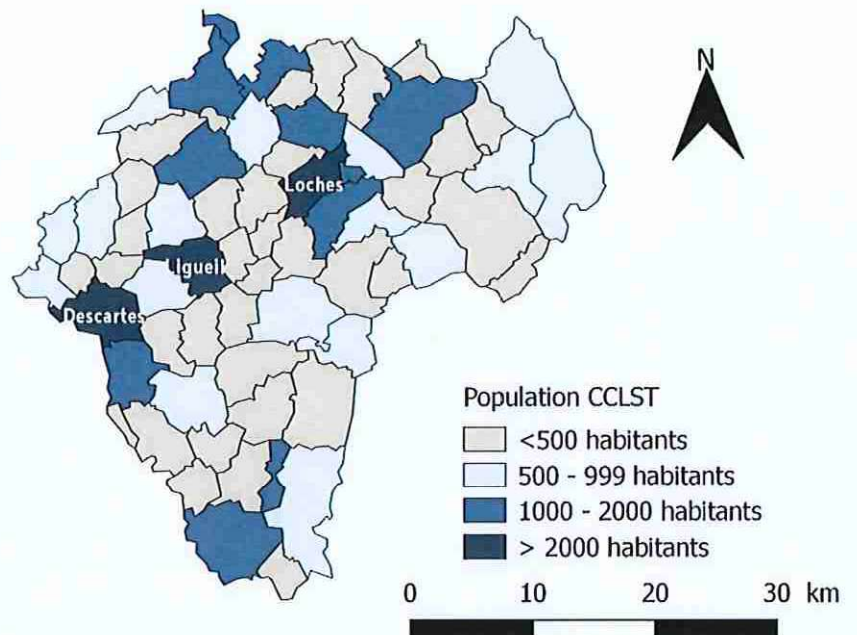 N
Loches
Ligueil
Descartes
Population CCLST
<500 habitants
500 - 999 habitants
1000 - 2000 habitants
> 2000 habitants
0 10 20 30 km